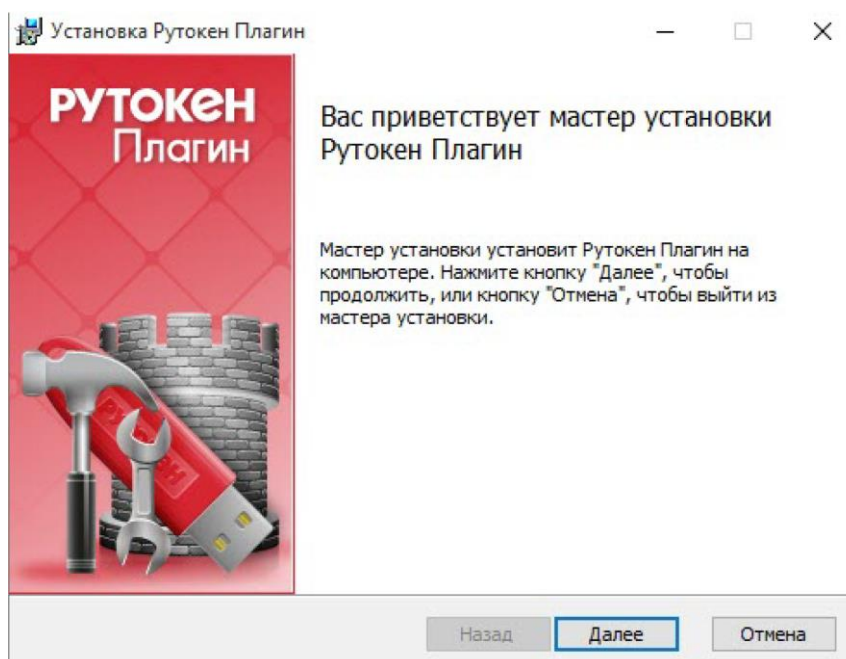 Установка Рутокен Плагин
РУТОКЕН
Плагин
Вас приветствует мастер установки
Рутокен Плагин
Мастер установки установит Рутокен Плагин на
компьютере. Нажмите кнопку "Далее", чтобы
продолжить, или кнопку "Отмена", чтобы выйти из
мастера установки.
РУТОКЕН
Назад
Далее
Отмена